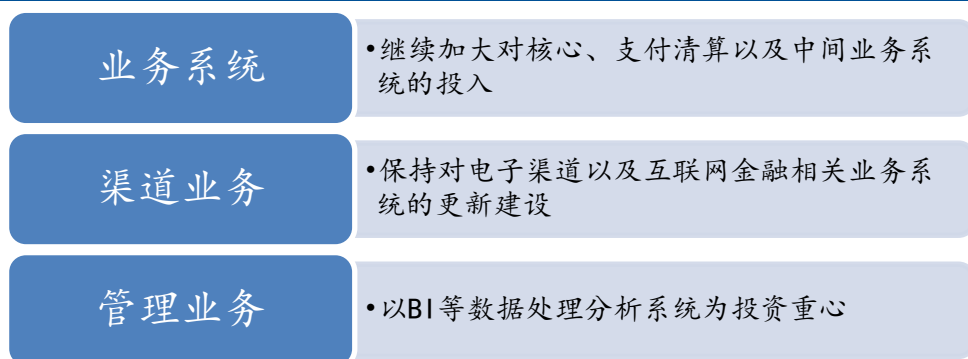 业务系统
•继续加大对核心、支付清算以及中间业务系
统的投入
渠道业务
•保持对电子渠道以及互联网金融相关业务系
统的更新建设
管理业务
•以BI等数据处理分析系统为投资重心